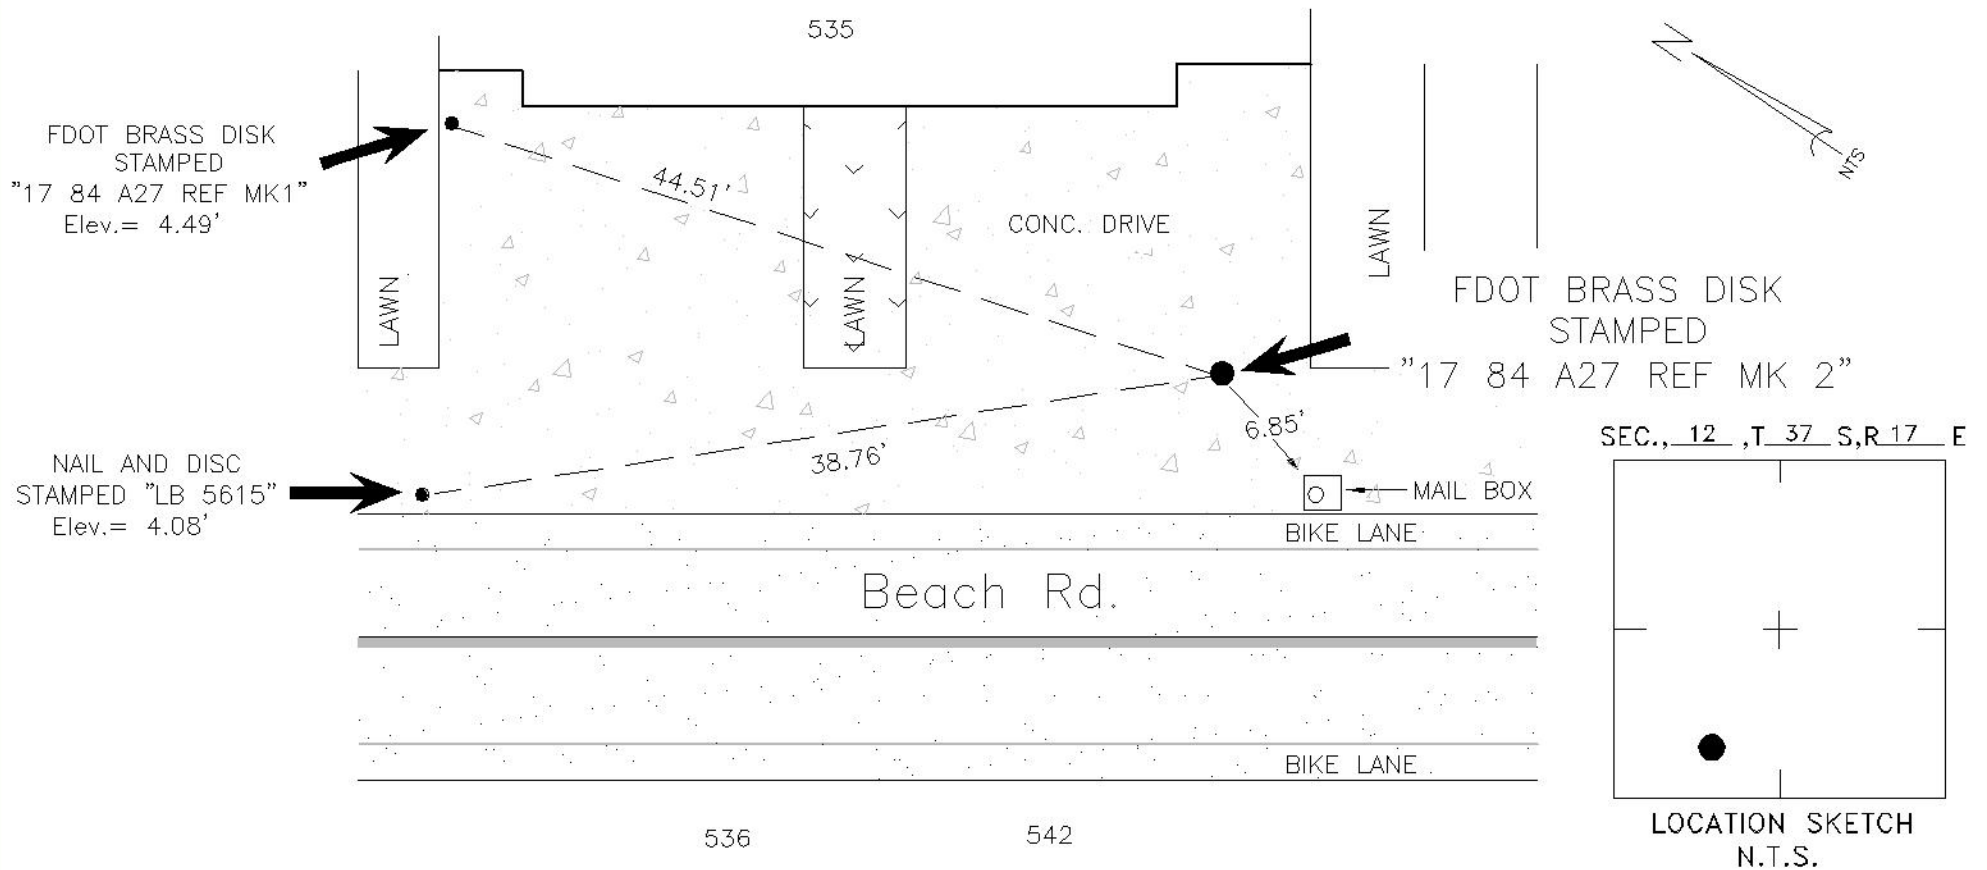 535
N
NTS
FDOT BRASS DISK
STAMPED
"17 84 A27 REF MK1"
Elev.= 4.49'
44.51'
CONC. DRIVE
LAWN
LAWN
LAWN
FDOT BRASS DISK
STAMPED
"17 84 A27 REF MK 2"
6.85'
38.76'
NAIL AND DISC
STAMPED "LB 5615"
Elev.= 4.08'
MAIL BOX
BIKE LANE
Beach Rd.
BIKE LANE
536
542
SEC., 12 ,T 37 S,R 17 E
LOCATION SKETCH
N.T.S.